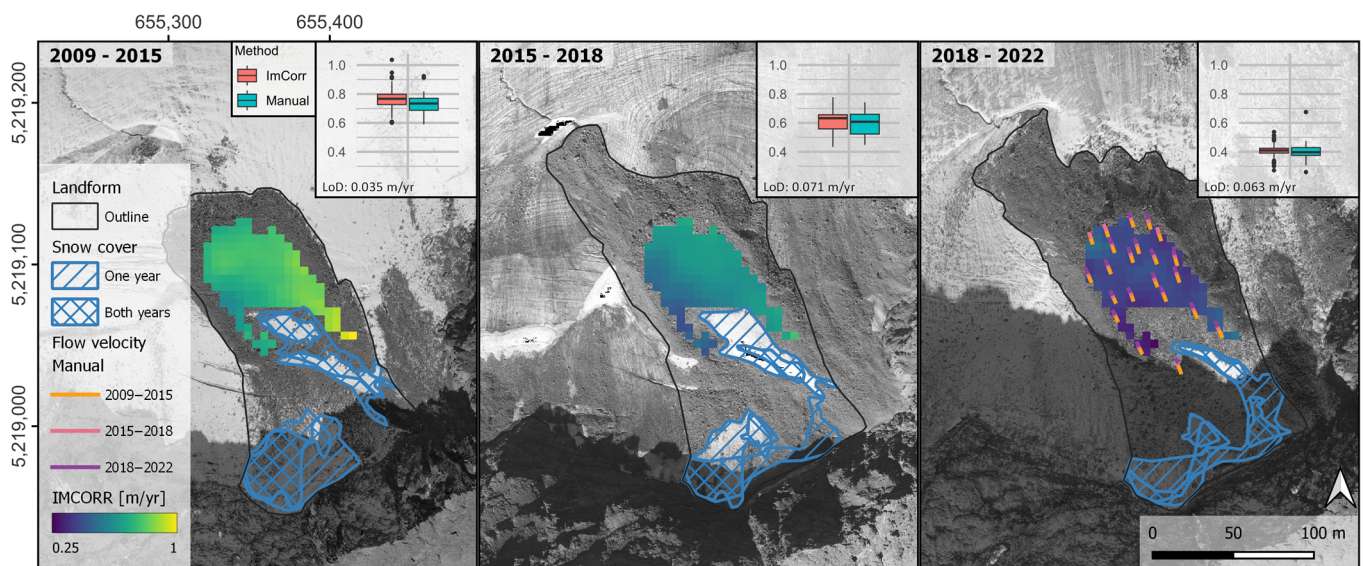 655,300 655,400
5,219,200
5,219,100
5,219,000
2009 - 2015
Method
ImCorr
Manual
1.0
0.8
0.6
0.4
LoD: 0.035 m/yr
2015 - 2018
1.0
0.8
0.6
0.4
LoD: 0.071 m/yr
2018 - 2022
1.0
0.8
0.6
0.4
LoD: 0.063 m/yr
Landform
Outline
Snow cover
One year
Both years
Flow velocity
Manual
2009–2015
2015–2018
2018–2022
IMCORR [m/yr]
0.25 1
0 50 100 m